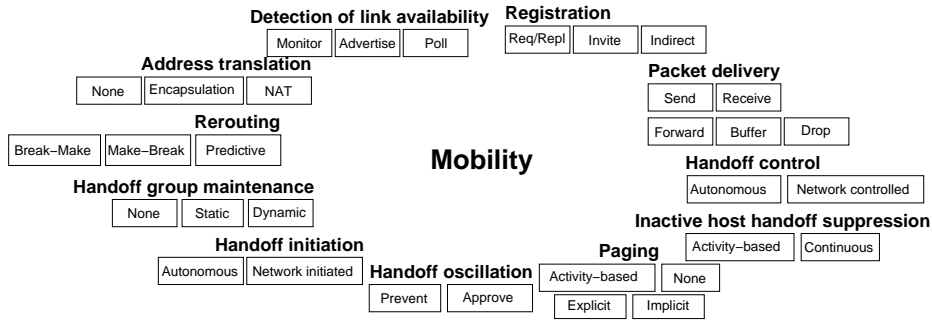 Detection of link availability
Monitor Advertise Poll
Registration
Req/Repl Invite Indirect
Address translation
None Encapsulation NAT
Packet delivery
Send Receive
Forward Buffer Drop
Rerouting
Break−Make Make−Break Predictive
Mobility
Handoff control
Autonomous Network controlled
Handoff group maintenance
None Static Dynamic
Inactive host handoff suppression
Activity−based Continuous
Handoff initiation
Autonomous Network initiated
Paging
Activity−based None
Explicit Implicit
Handoff oscillation
Prevent Approve